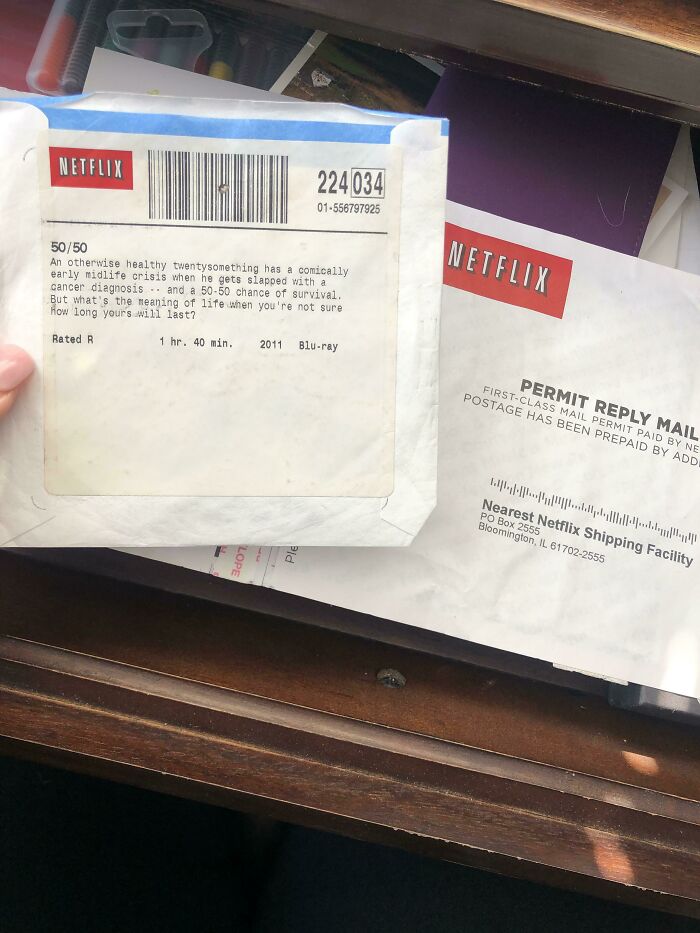 NETFLIX
224 034
01-556797925
50/50
An otherwise healthy twentysomething has a comically
early midlife crisis when he gets slapped with a
cancer diagnosis -- and a 50-50 chance of survival.
But what's the meaning of life when you're not sure
how long yours will last?
Rated R 1 hr. 40 min. 2011 Blu-ray
NETFLIX
PERMIT REPLY MAIL
FIRST-CLASS MAIL PERMIT PAID BY NE
POSTAGE HAS BEEN PREPAID BY ADD
Nearest Netflix Shipping Facility
PO Box 2555
Bloomington, IL 61702-2555
LOPE
Ple